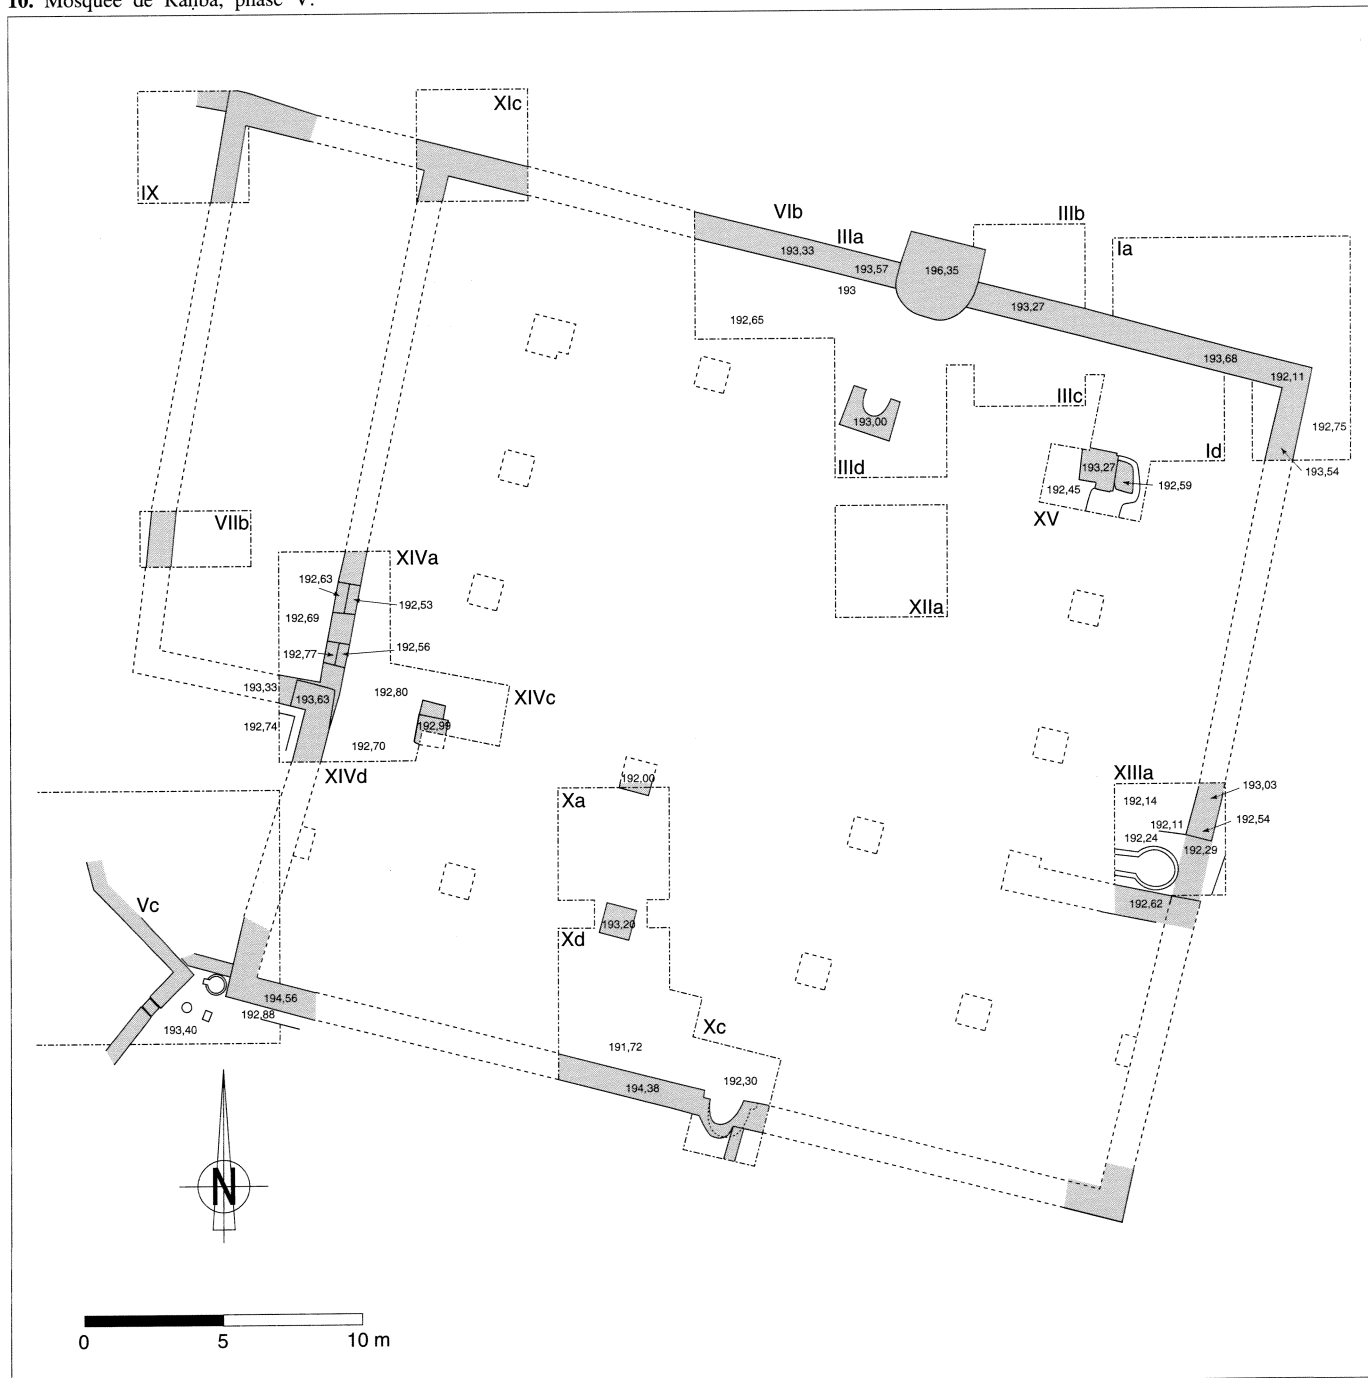 10. Mosquée de Raḥba, phase V.
XIc
IX
VIb
IIIb
IIIa
Ia
193,33
193,57
196,35
193
193,27
192,65
193,68
192,11
IIIc
193,00
192,75
Id
IIId
193,27
193,54
192,45
192,59
XV
VIIb
XIVa
192,63
192,53
XIIa
192,69
192,77
192,56
193,33
193,63
192,80
XIVc
192,74
192,99
192,70
XIVd
192,00
XIIIa
193,03
Xa
192,14
192,11
192,54
192,24
192,29
Vc
192,62
193,20
Xd
194,56
192,88
193,40
Xc
191,72
192,30
194,38
N
0 5 10 m